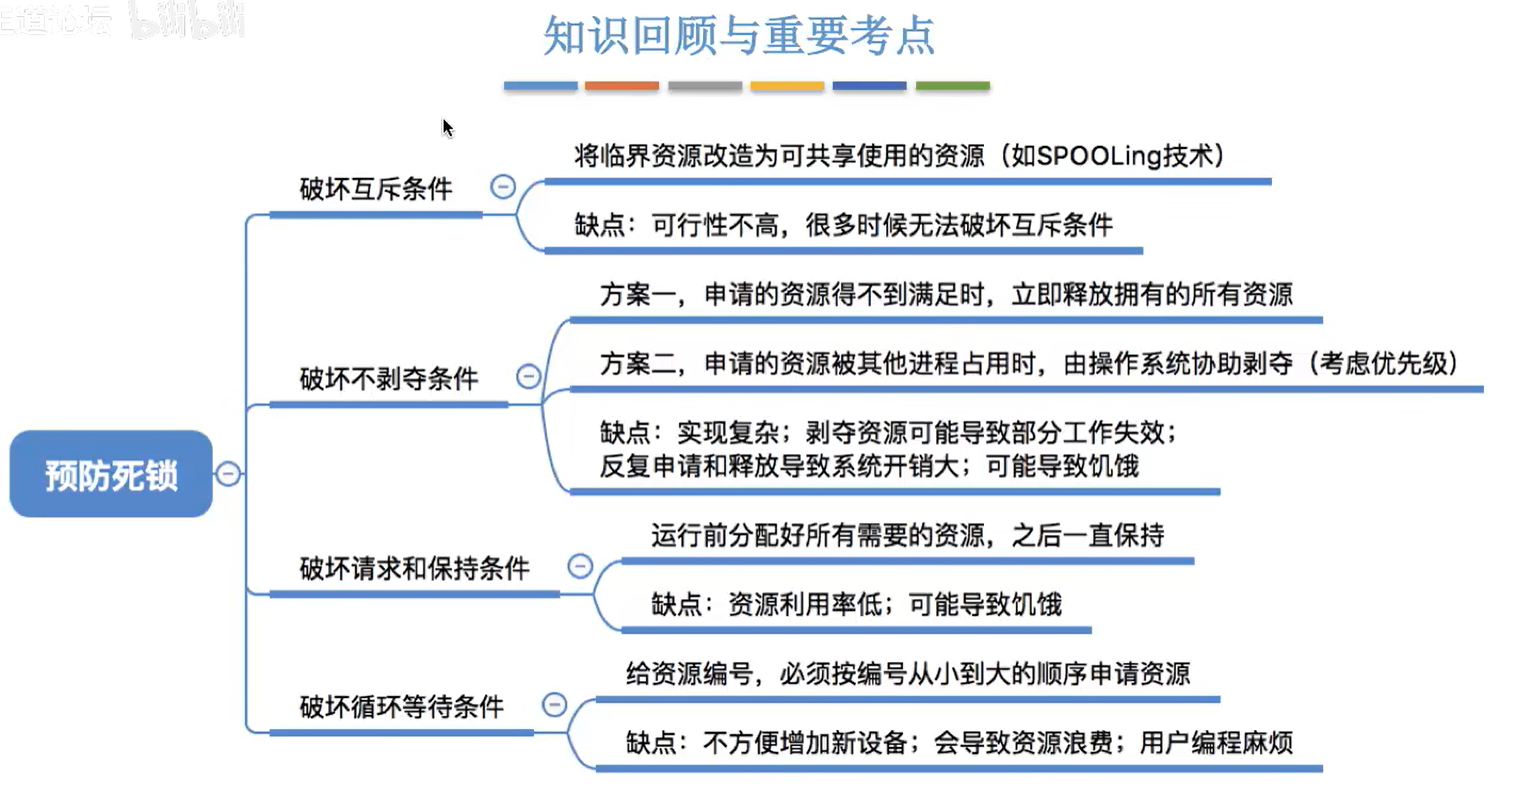 王道论坛 bilibili
知识回顾与重要考点
将临界资源改造为可共享使用的资源（如SPOOLing技术）
破坏互斥条件
缺点：可行性不高，很多时候无法破坏互斥条件
方案一，申请的资源得不到满足时，立即释放拥有的所有资源
方案二，申请的资源被其他进程占用时，由操作系统协助剥夺（考虑优先级）
破坏不剥夺条件
缺点：实现复杂；剥夺资源可能导致部分工作失效；
反复申请和释放导致系统开销大；可能导致饥饿
预防死锁
运行前分配好所有需要的资源，之后一直保持
破坏请求和保持条件
缺点：资源利用率低；可能导致饥饿
给资源编号，必须按编号从小到大的顺序申请资源
破坏循环等待条件
缺点：不方便增加新设备；会导致资源浪费；用户编程麻烦